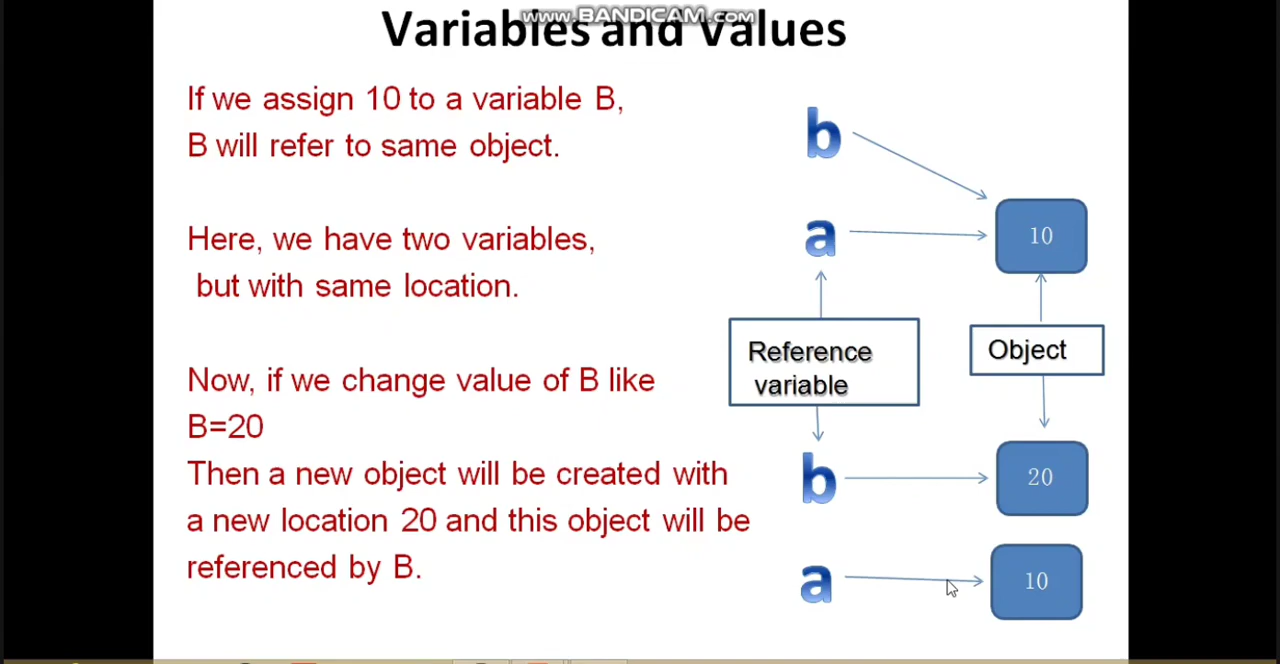 www.BANDICAM.com
Variables and Values
If we assign 10 to a variable B,
B will refer to same object.
Here, we have two variables,
but with same location.
Now, if we change value of B like
B=20
Then a new object will be created with
a new location 20 and this object will be
referenced by B.
b
a
10
Reference
variable
Object
b
20
a
10